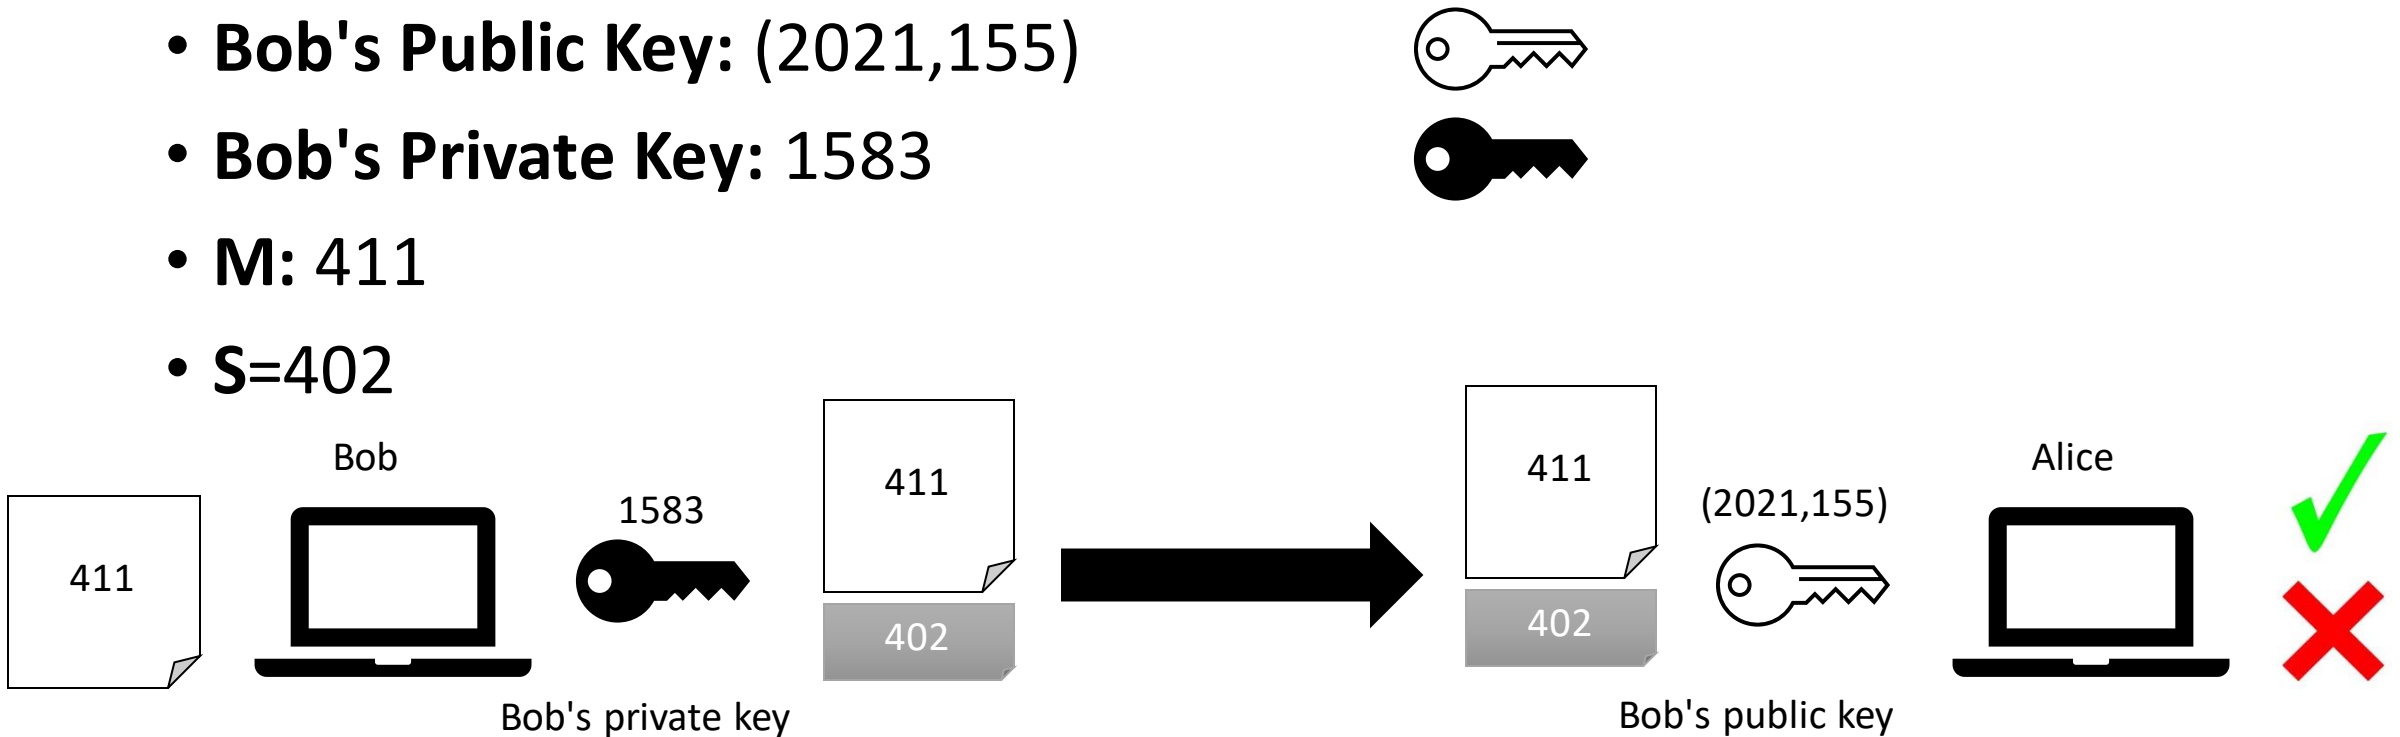 • Bob's Public Key: (2021,155)
• Bob's Private Key: 1583
• M: 411
• S=402
Bob
Alice
411
1583
411
402
411
402
(2021,155)
Bob's private key
Bob's public key